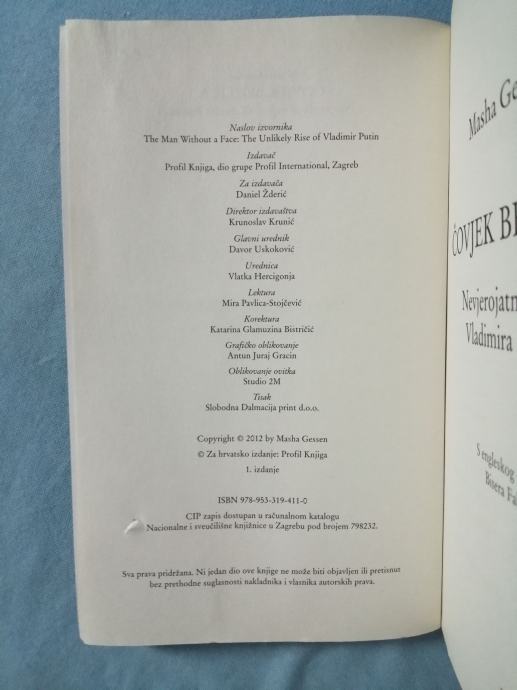 Naslov izvornika
The Man Without a Face: The Unlikely Rise of Vladimir Putin
Izdavač
Profil Knjiga, dio grupe Profil International, Zagreb
Za izdavača
Daniel Žderić
Direktor izdavaštva
Krunoslav Krunić
Glavni urednik
Davor Uskoković
Urednica
Vlatka Hercigonja
Lektura
Mira Pavlica-Stojčević
Korektura
Katarina Glamuzina Bistričić
Grafičko oblikovanje
Antun Juraj Gracin
Oblikovanje ovitka
Studio 2M
Tisak
Slobodna Dalmacija print d.o.o.
Copyright © 2012 by Masha Gessen
© Za hrvatsko izdanje: Profil Knjiga
1. izdanje
ISBN 978-953-319-411-0
CIP zapis dostupan u računalnom katalogu
Nacionalne i sveučilišne knjižnice u Zagrebu pod brojem 798232.
Sva prava pridržana. Ni jedan dio ove knjige ne može biti objavljen ili pretisnut
bez prethodne suglasnosti nakladnika i vlasnika autorskih prava.
Masha Ge
ČOVJEK BE
Nevjerojatn
Vladimira
S engleskog
Bisera Fa